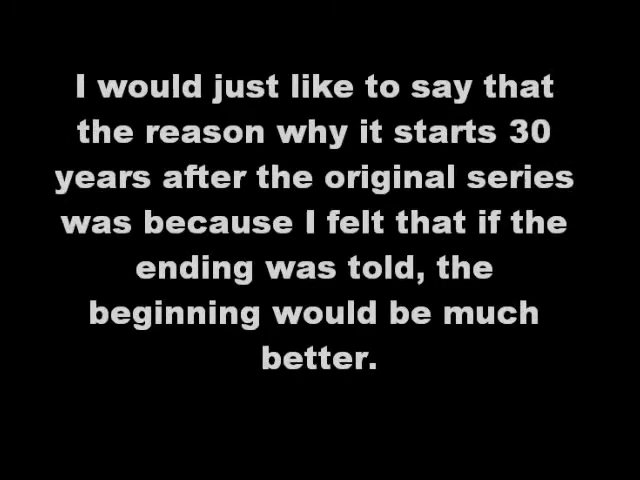 I would just like to say that
the reason why it starts 30
years after the original series
was because I felt that if the
ending was told, the
beginning would be much
better.